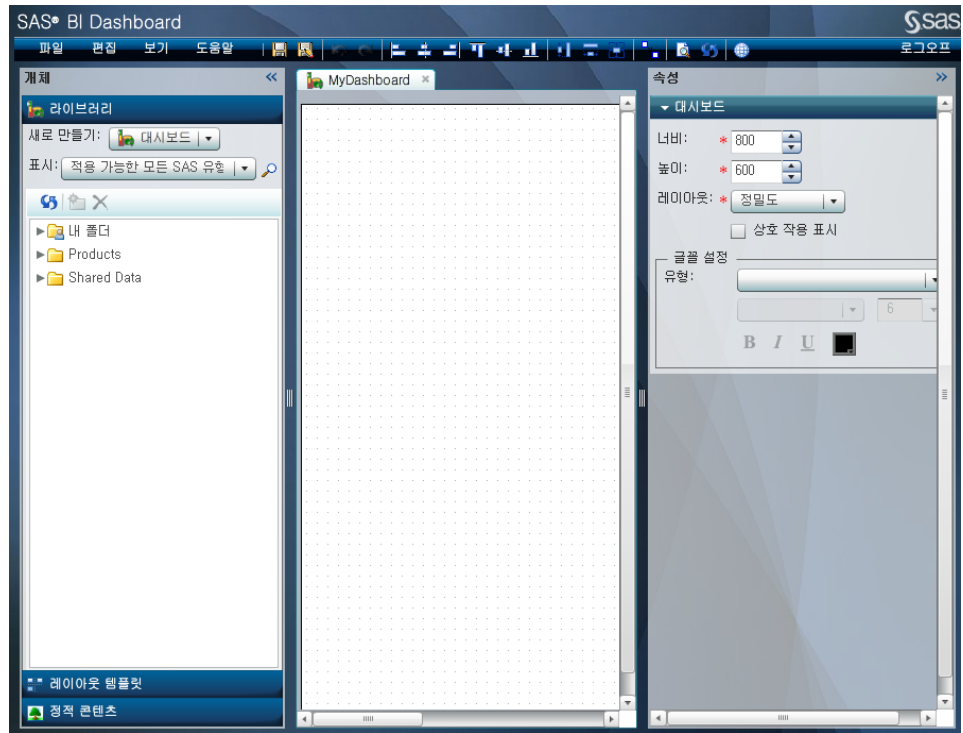 SAS® BI Dashboard
sas
파일 편집 보기 도움말
로그오프
개체
라이브러리
새로 만들기: 대시보드
표시: 적용 가능한 모든 SAS 유형
내 폴더
Products
Shared Data
레이아웃 템플릿
정적 콘텐츠
MyDashboard
속성
대시보드
너비: * 800
높이: * 600
레이아웃: * 정밀도
상호 작용 표시
글꼴 설정
유형:
6
B I U